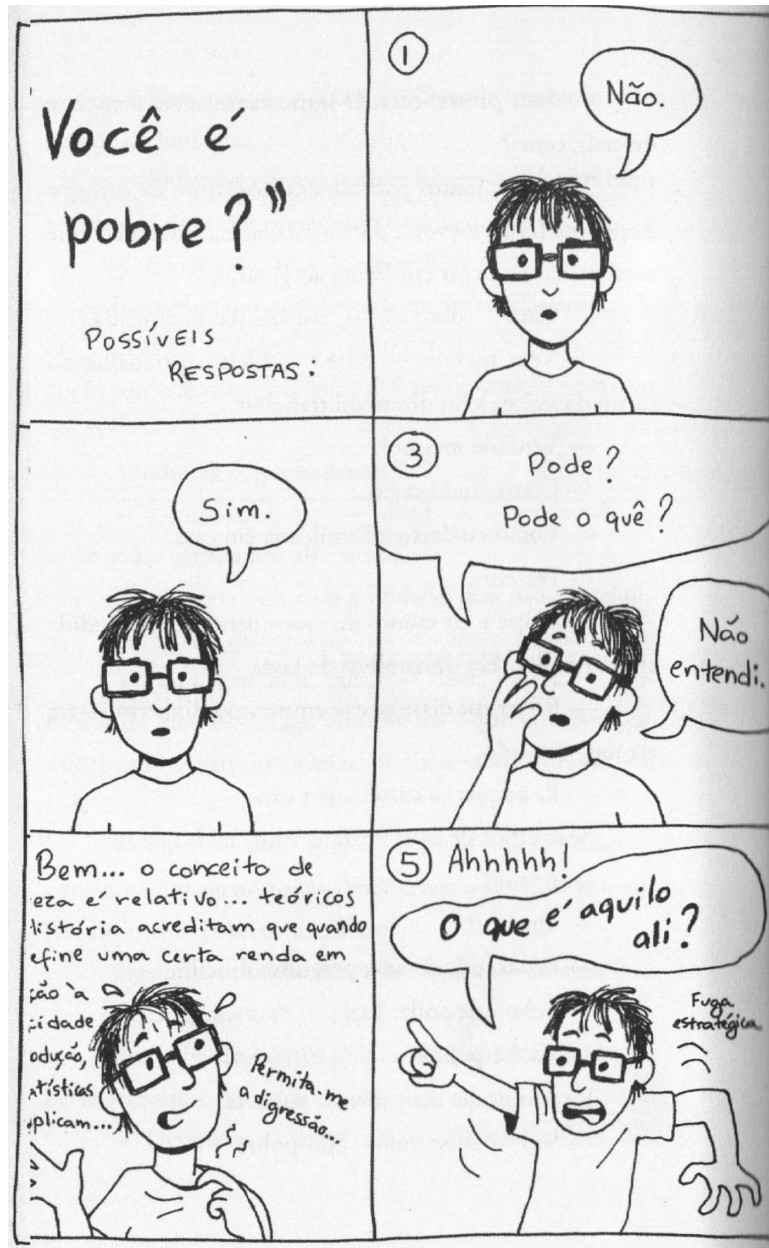 Você é
pobre?"
POSSÍVEIS
RESPOSTAS:
1
Não.
Sim.
3
Pode?
Pode o quê?
Não
entendi.
Bem... o conceito de
eza é relativo... teóricos
istória acreditam que quando
efine uma certa renda em
ção à
cidade
odução,
tísticas
plicam...
Permita-me
a digressão...
5
Ahhhhh!
O que é aquilo
ali?
Fuga
estratégica